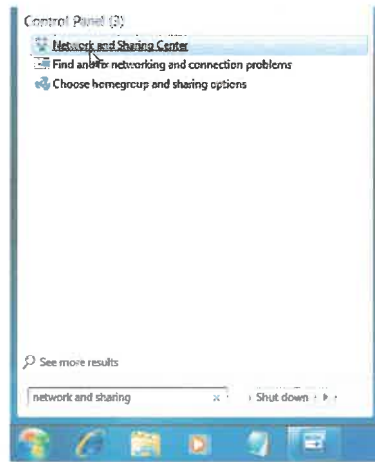 Control Panel (3)
Network and Sharing Center
Find and fix networking and connection problems
Choose homegroup and sharing options
See more results
network and sharing
Shut down